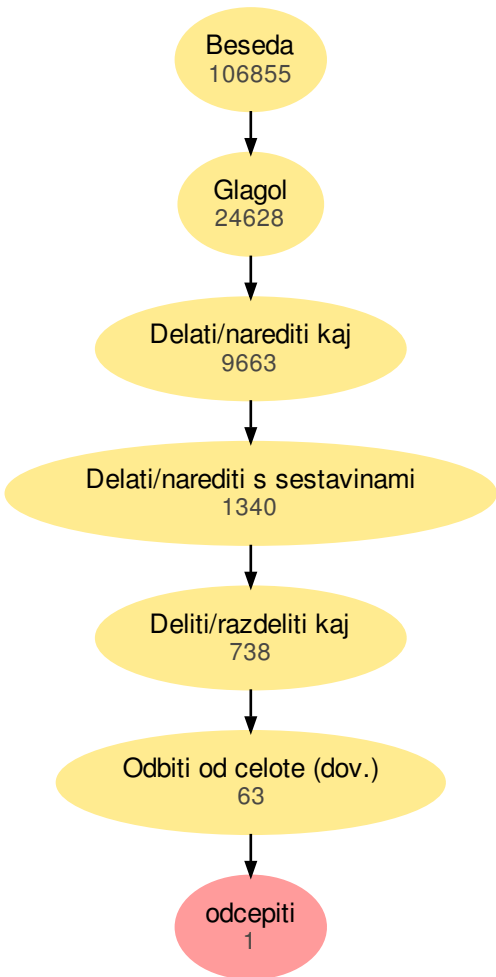 Beseda
106855
Glagol
24628
Delati/narediti kaj
9663
Delati/narediti s sestavinami
1340
Deliti/razdeliti kaj
738
Odbiti od celote (dov.)
63
odcepiti
1